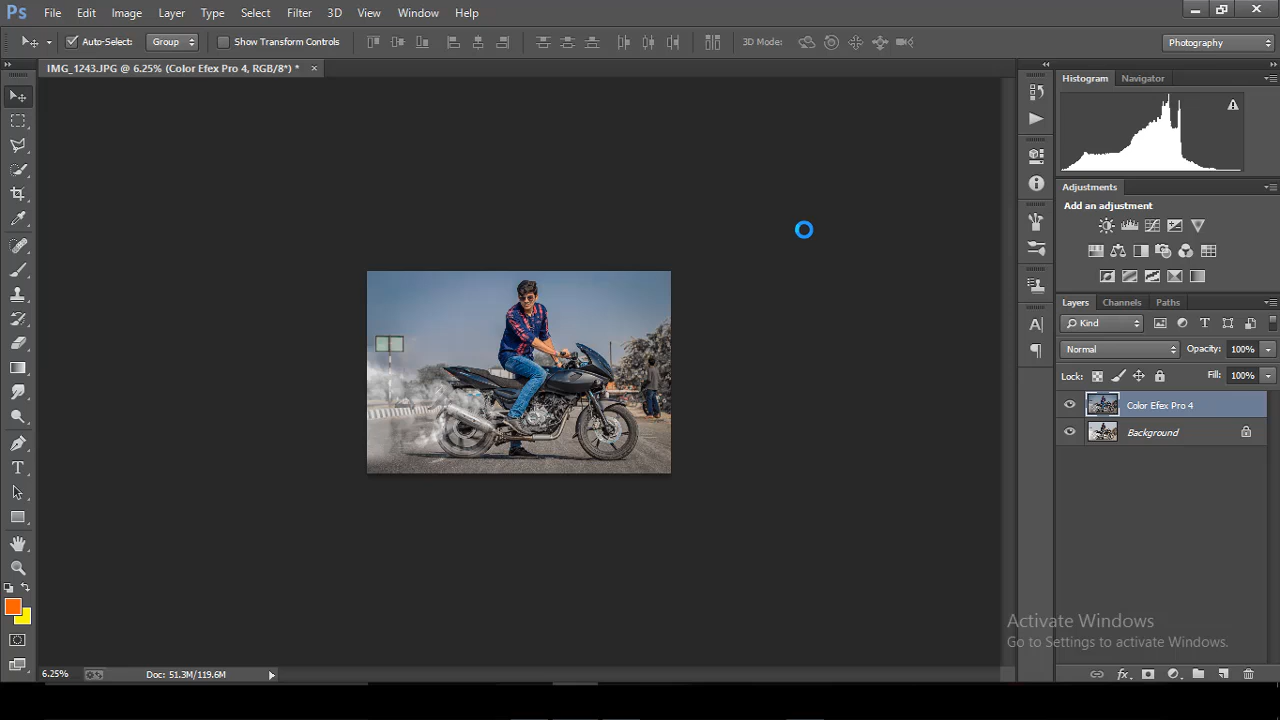 Ps File Edit Image Layer Type Select Filter 3D View Window Help
Auto-Select: Group Show Transform Controls 3D Mode: Photography
IMG_1243.JPG @ 6.25% (Color Efex Pro 4, RGB/8*) * ×
Histogram Navigator
Adjustments
Add an adjustment
Layers Channels Paths
Kind
Normal Opacity: 100%
Lock: Fill: 100%
Color Efex Pro 4
Background
Activate Windows
Go to Settings to activate Windows.
6.25% Doc: 51.3M/119.6M